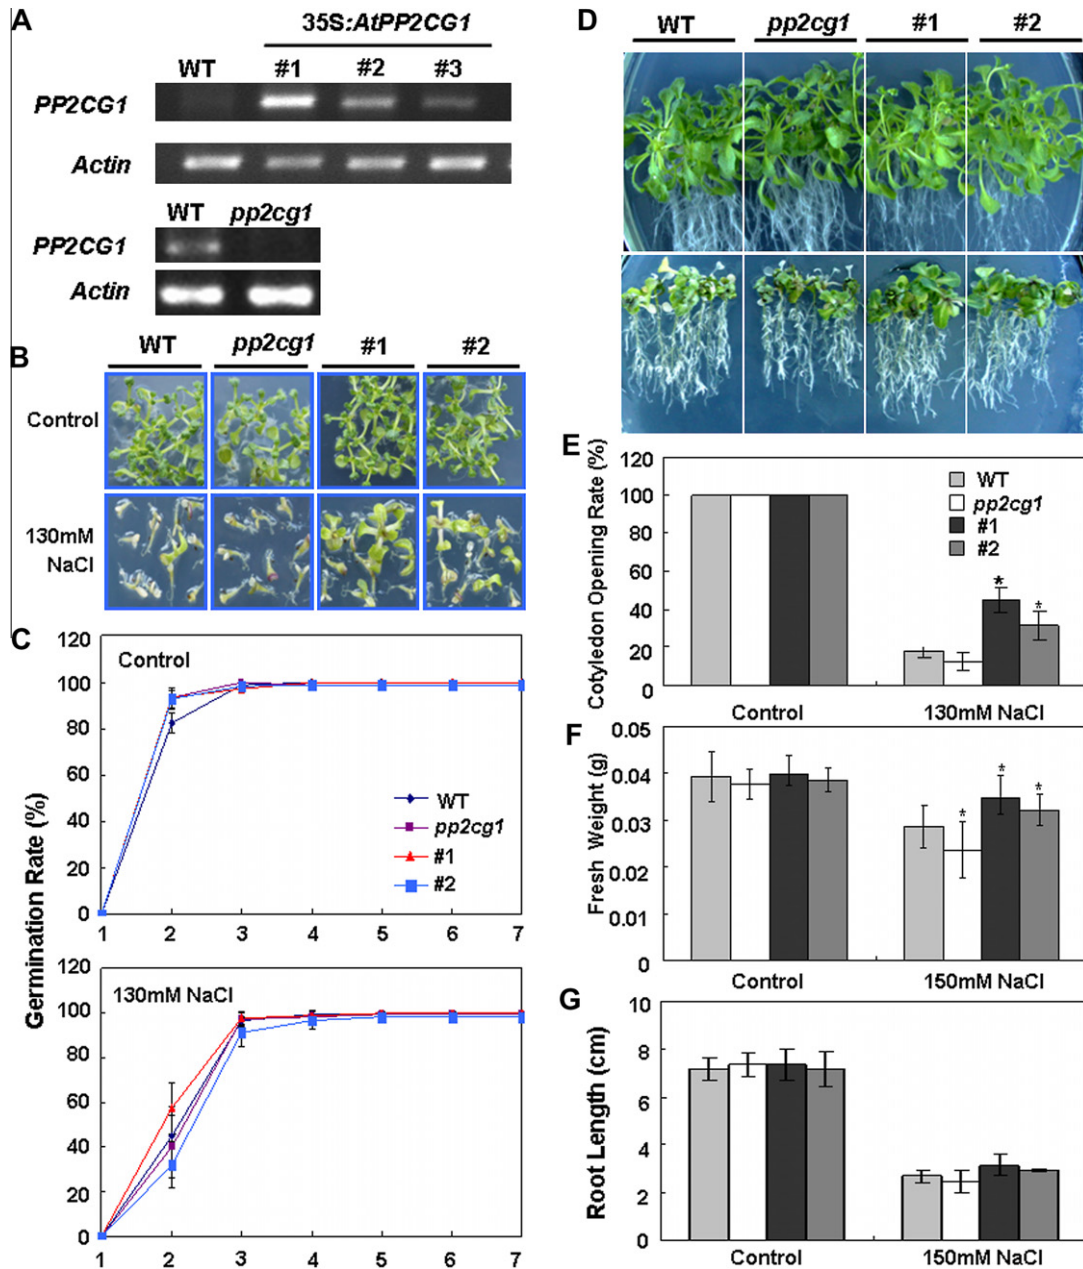 A
35S:AtPP2CG1
WT #1 #2 #3
PP2CG1
Actin
WT pp2cg1
PP2CG1
Actin
B
WT pp2cg1 #1 #2
Control
130mM
NaCl
C
Germination Rate (%)
Control
120
100
80
60
40
20
0
1 2 3 4 5 6 7
WT
pp2cg1
#1
#2
130mM NaCl
120
100
80
60
40
20
0
1 2 3 4 5 6 7
D
WT pp2cg1 #1 #2
E
Cotyledon Opening Rate (%)
120
100
80
60
40
20
0
WT
pp2cg1
#1
#2
* *
Control 130mM NaCl
F
Fresh Weight (g)
0.05
0.04
0.03
0.02
0.01
0
* * *
Control 150mM NaCl
G
Root Length (cm)
10
8
6
4
2
0
Control 150mM NaCl